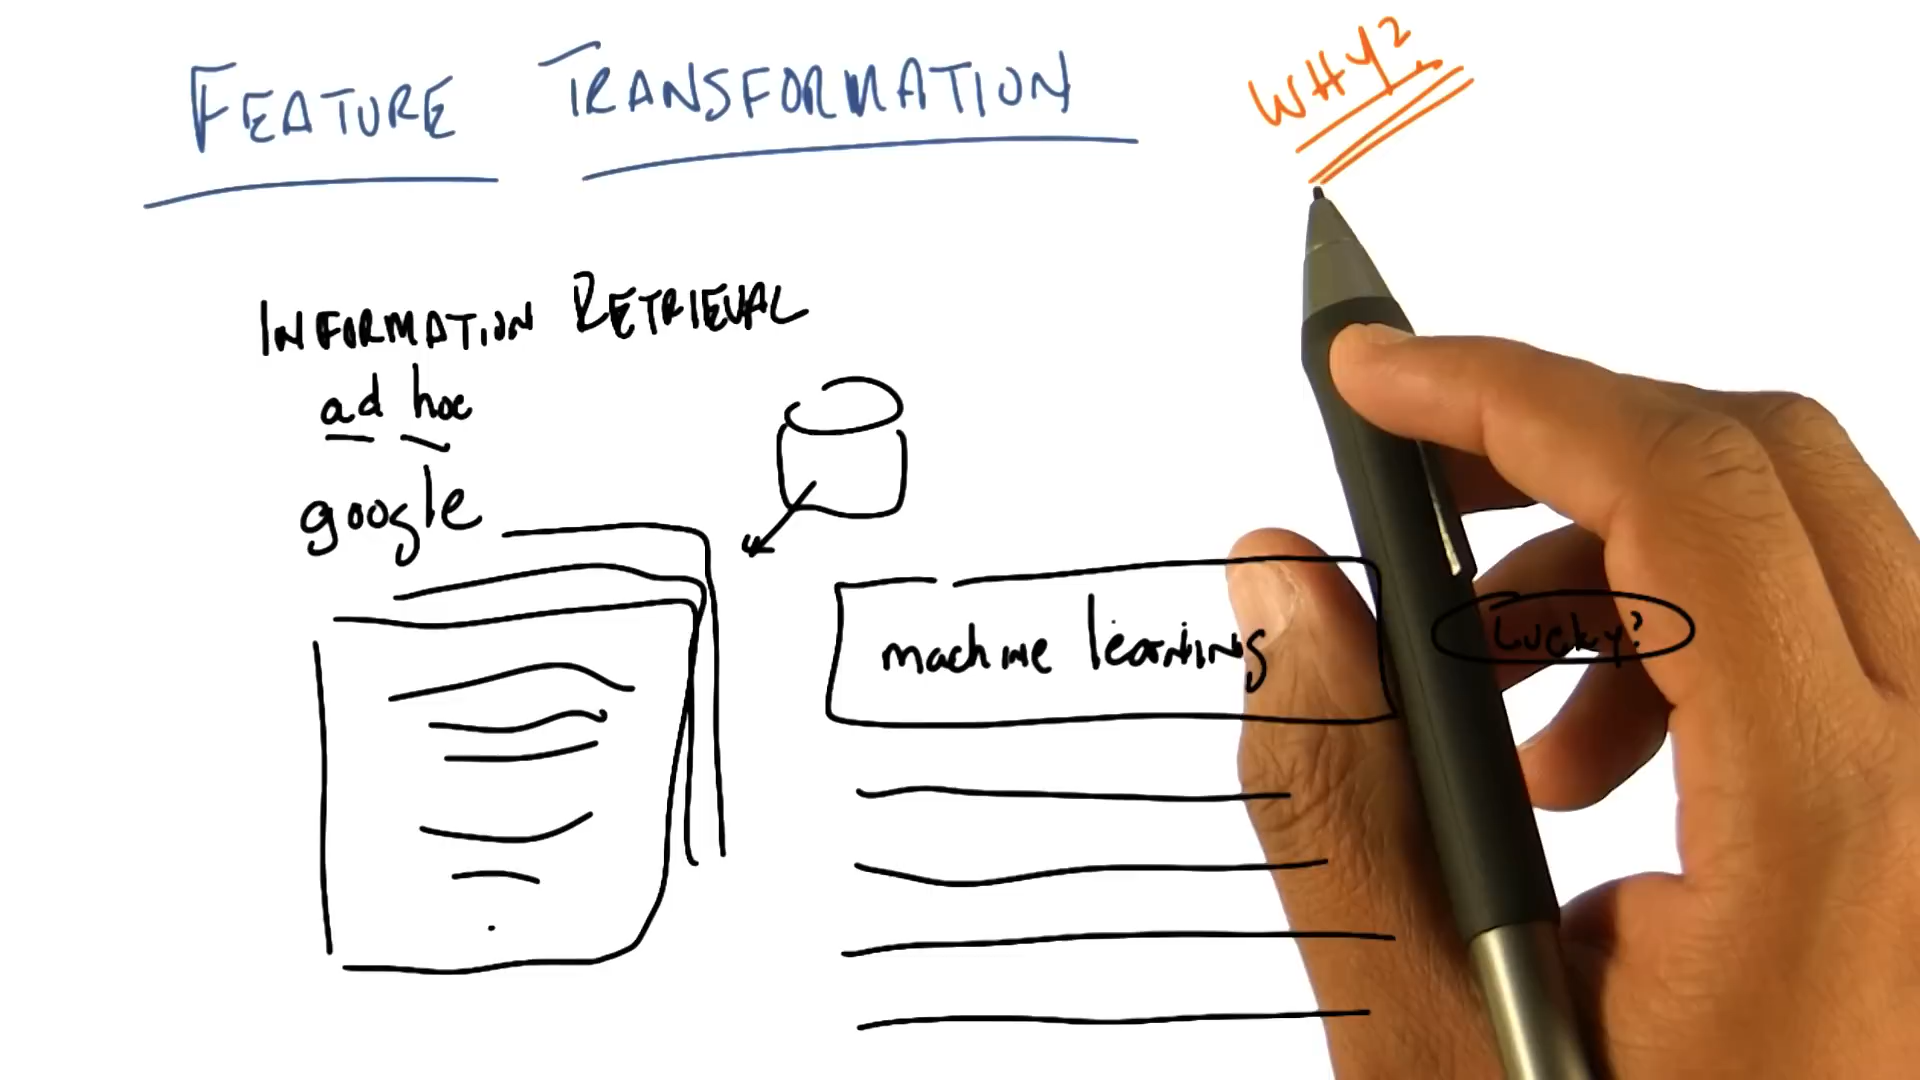 FEATURE TRANSFORMATION
WHY?
INFORMATION RETRIEVAL
ad hoc
google
machine learning
Lucky?